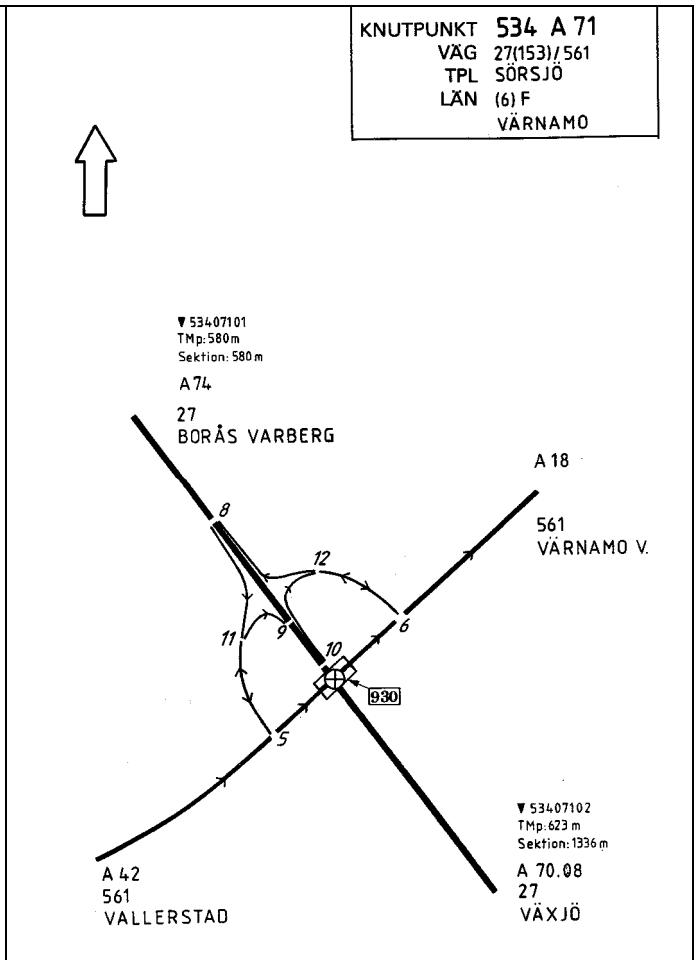 KNUTPUNKT 534 A 71
VÄG 27(153)/561
TPL SÖRSJÖ
LÄN (6) F
VÄRNAMO
▼ 53407101
TMp: 580 m
Sektion: 580 m
A 74
27
BORÅS VARBERG
A 18
561
VÄRNAMO V.
8
12
11
9
6
10
930
5
▼ 53407102
TMp: 623 m
Sektion: 1336 m
A 70.08
27
VÄXJÖ
A 42
561
VALLERSTAD